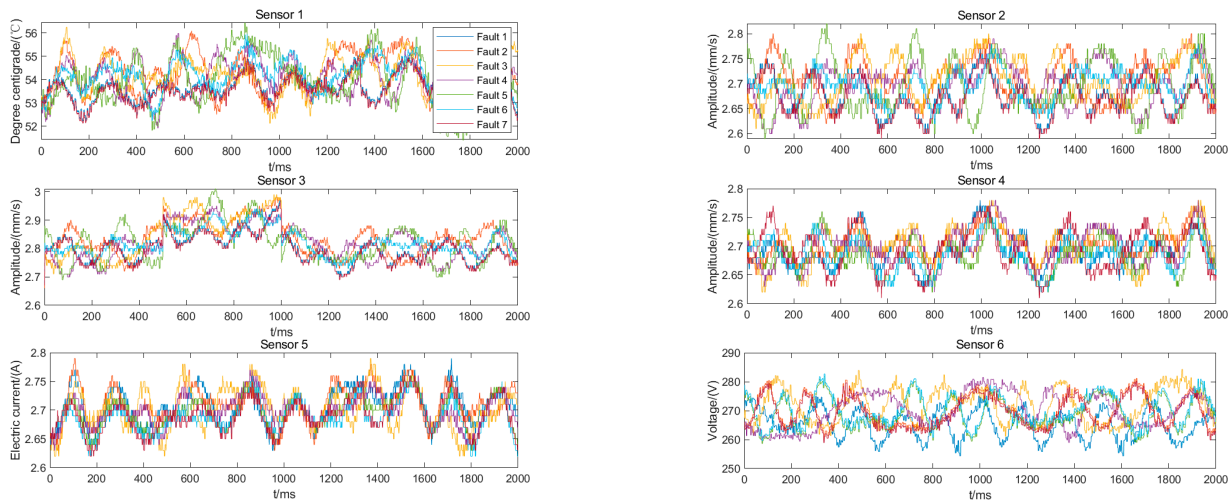 Sensor 1
Degree centigrade/(℃)
56
55
54
53
52
Fault 1
Fault 2
Fault 3
Fault 4
Fault 5
Fault 6
Fault 7
0 200 400 600 800 1000 1200 1400 1600 1800 2000
t/ms
Sensor 2
Amplitude/(mm/s)
2.8
2.75
2.7
2.65
2.6
0 200 400 600 800 1000 1200 1400 1600 1800 2000
t/ms
Sensor 3
Amplitude/(mm/s)
3
2.9
2.8
2.7
2.6
0 200 400 600 800 1000 1200 1400 1600 1800 2000
t/ms
Sensor 4
Amplitude/(mm/s)
2.8
2.75
2.7
2.65
2.6
0 200 400 600 800 1000 1200 1400 1600 1800 2000
t/ms
Sensor 5
Electric current/(A)
2.8
2.75
2.7
2.65
2.6
0 200 400 600 800 1000 1200 1400 1600 1800 2000
t/ms
Sensor 6
Voltage/(V)
290
280
270
260
250
0 200 400 600 800 1000 1200 1400 1600 1800 2000
t/ms